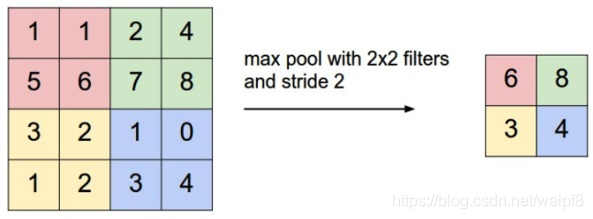 1 1 2 4
5 6 7 8
3 2 1 0
1 2 3 4
max pool with 2x2 filters
and stride 2
6 8
3 4
https://blog.csdn.net/weipf8